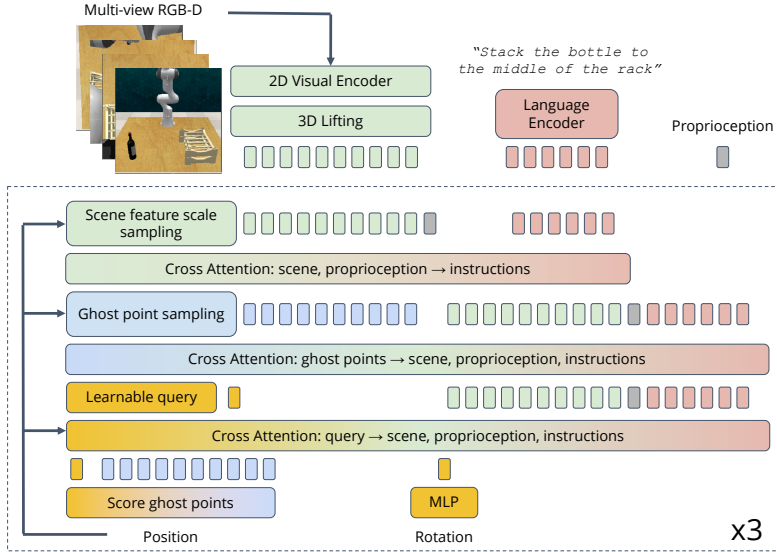 Multi-view RGB-D
2D Visual Encoder
3D Lifting
“Stack the bottle to
the middle of the rack”
Language
Encoder
Proprioception
Scene feature scale
sampling
Cross Attention: scene, proprioception → instructions
Ghost point sampling
Cross Attention: ghost points → scene, proprioception, instructions
Learnable query
Cross Attention: query → scene, proprioception, instructions
Score ghost points
MLP
Position
Rotation
x3